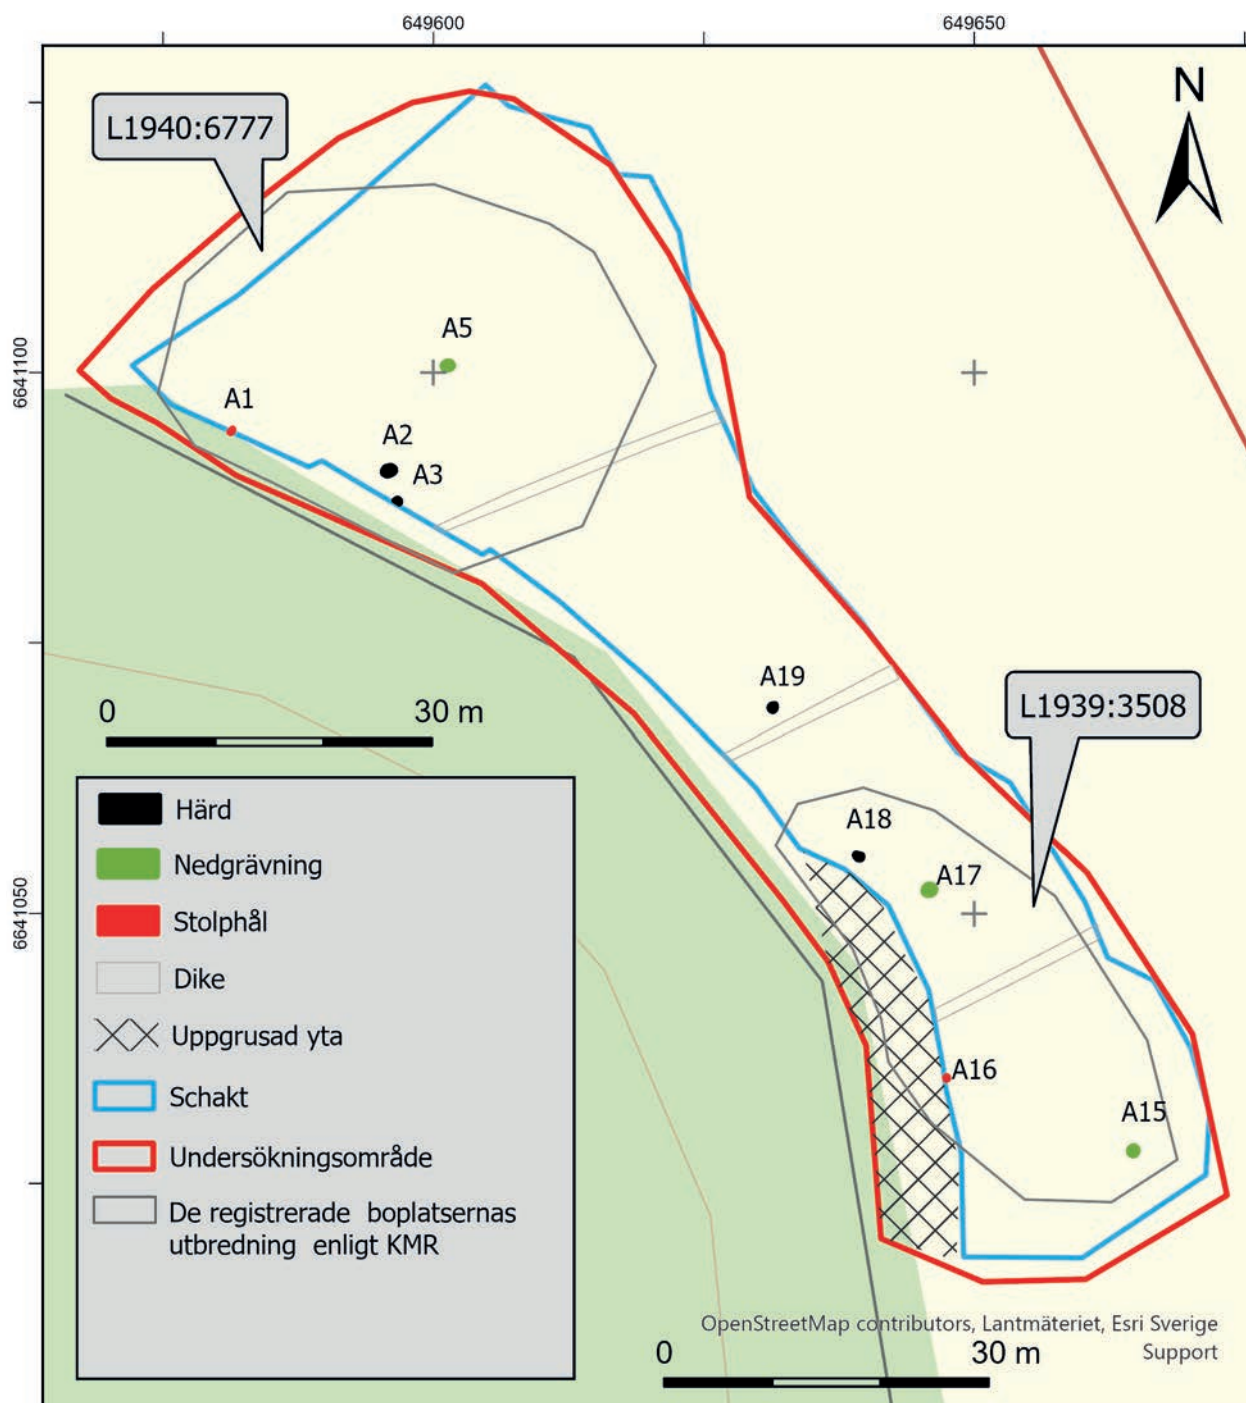 649600
649650
N
L1940:6777
A5
6641100
A1
A2
A3
A19
L1939:3508
0
30 m
A18
A17
6641050
Härd
Nedgrävning
Stolphål
Dike
Uppgrusad yta
Schakt
Undersökningsområde
De registrerade boplatsernas
utbredning enligt KMR
A16
A15
OpenStreetMap contributors, Lantmäteriet, Esri Sverige
Support
0
30 m